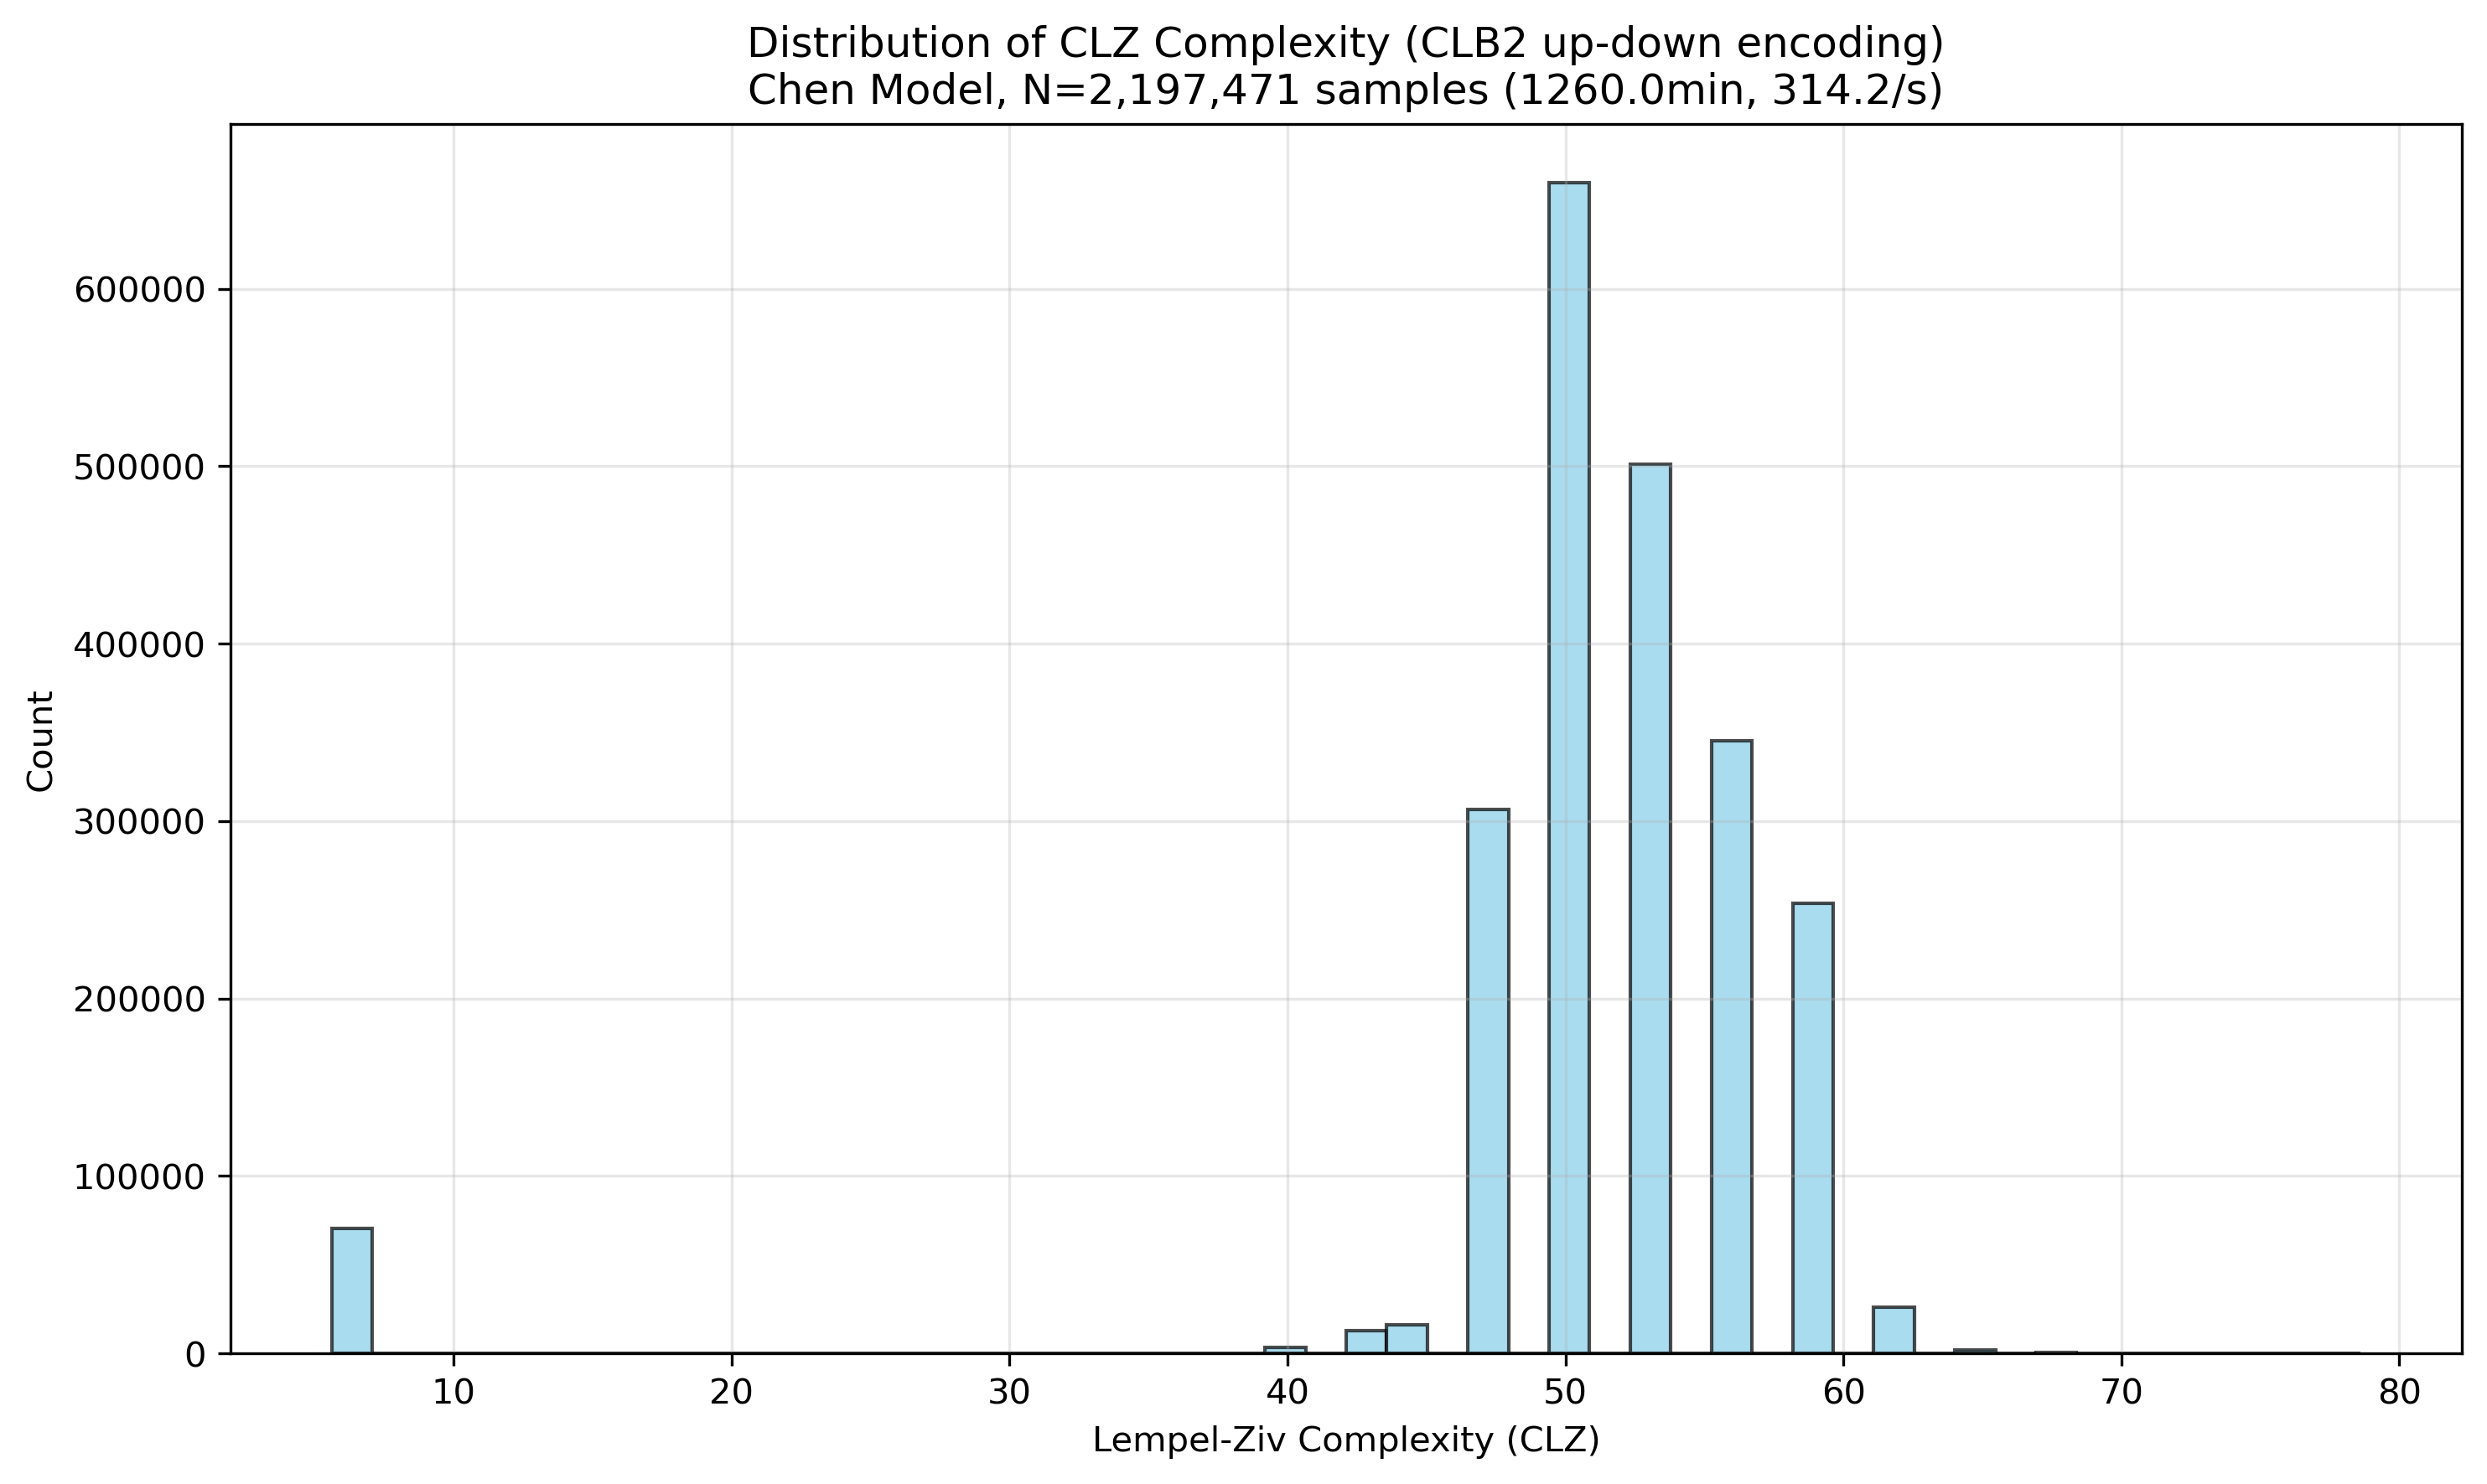 Distribution of CLZ Complexity (CLB2 up-down encoding)
Chen Model, N=2,197,471 samples (1260.0min, 314.2/s)
Count
600000
500000
400000
300000
200000
100000
0
10 20 30 40 50 60 70 80
Lempel-Ziv Complexity (CLZ)